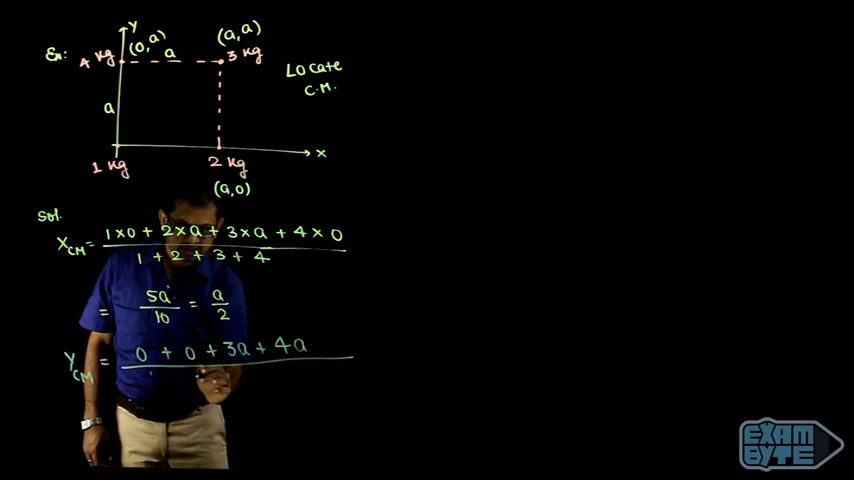 Y
(0, a)
(a, a)
Ex:
4 kg
a
3 kg
Locate
C.M.
a
x
1 kg
2 kg
(a,0)
Sol.
X_CM = 1×0 + 2×a + 3×a + 4×0
1 + 2 + 3 + 4
= 5a/10 = a/2
Y_CM = 0 + 0 + 3a + 4a
EXAM
BYTE